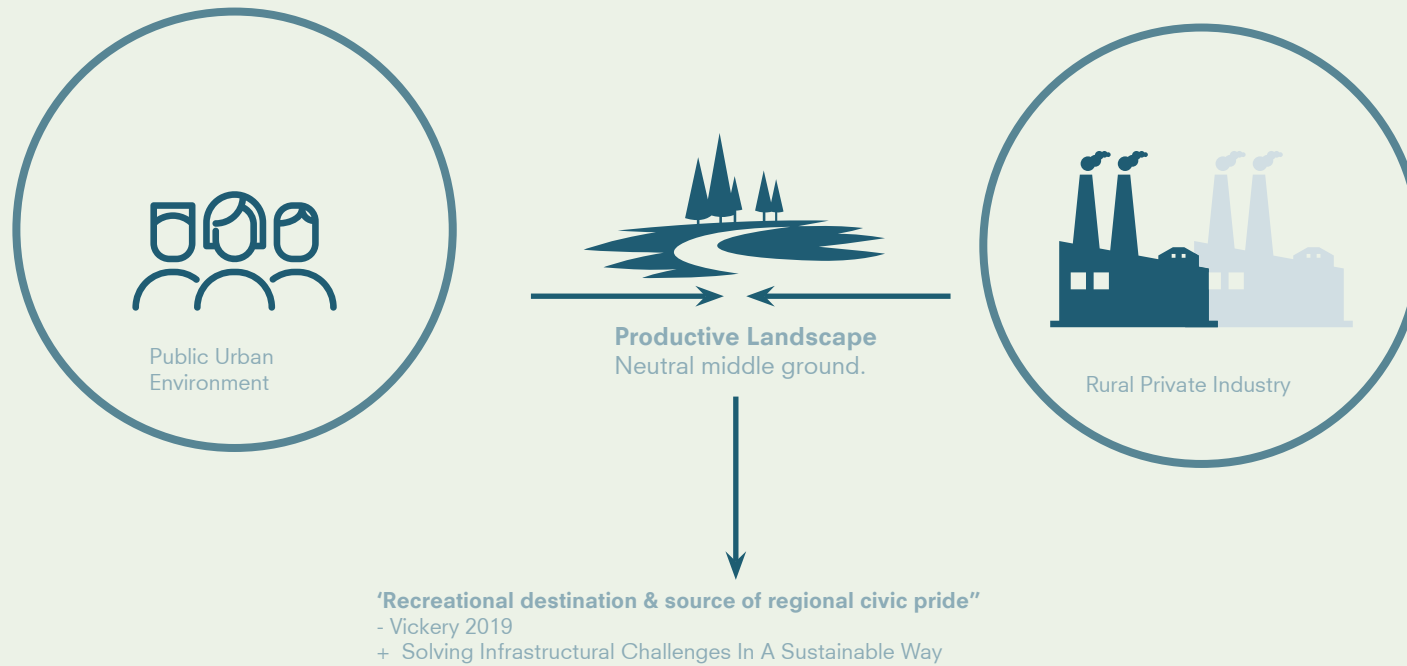 Public Urban
Environment
Productive Landscape
Neutral middle ground.
Rural Private Industry
‘Recreational destination & source of regional civic pride”
- Vickery 2019
+ Solving Infrastructural Challenges In A Sustainable Way